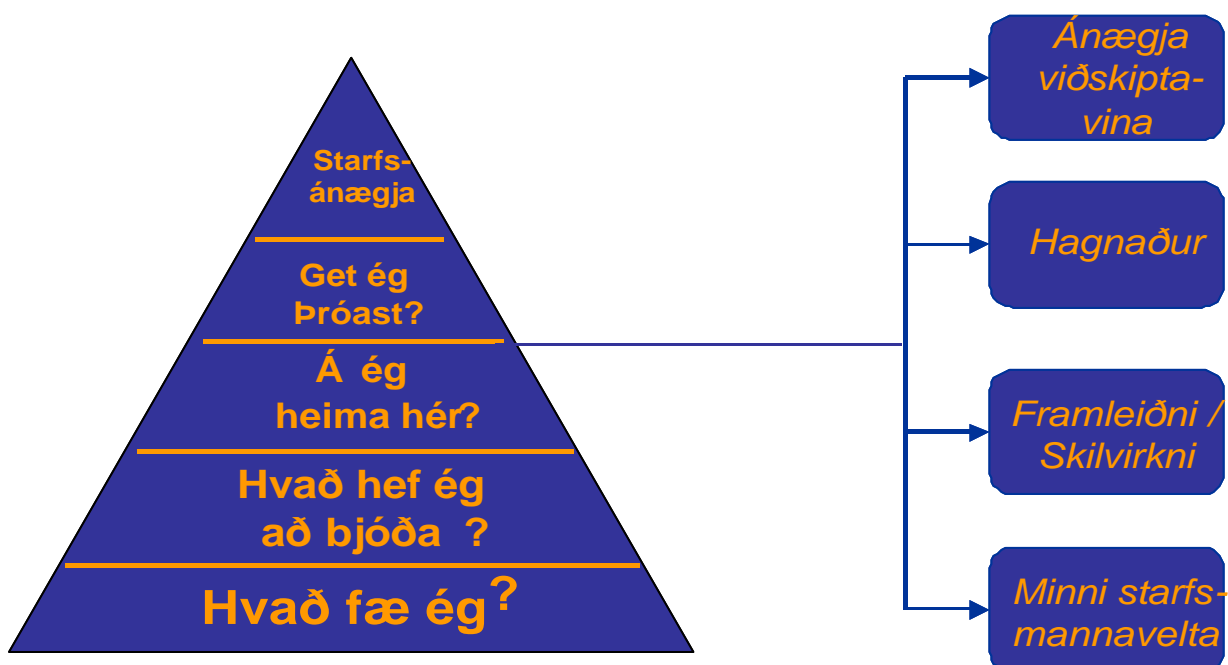 Starfs-
ánægja
Get ég
Þróast?
Á ég
heima hér?
Hvað hef ég
að bjóða ?
Hvað fæ ég?
Ánægja
viðskipta-
vina
Hagnaður
Framleiðni /
Skilvirkni
Minni starfs-
mannavelta